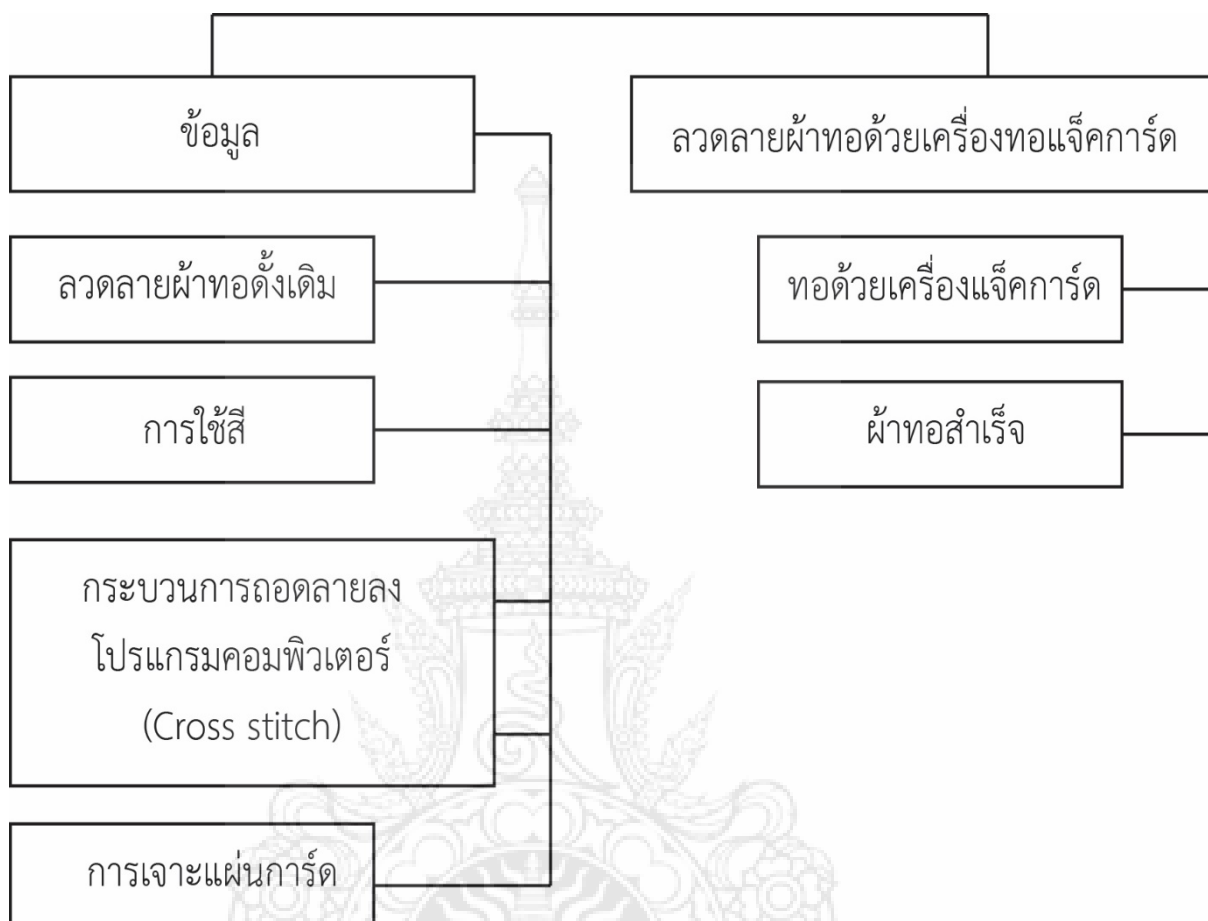 ข้อมูล
ลวดลายผ้าทอดั้งเดิม
การใช้สี
กระบวนการถอดลายลง
โปรแกรมคอมพิวเตอร์
(Cross stitch)
การเจาะแผ่นการ์ด
ลวดลายผ้าทอด้วยเครื่องทอแจ็คการ์ด
ทอด้วยเครื่องแจ็คการ์ด
ผ้าทอสำเร็จ